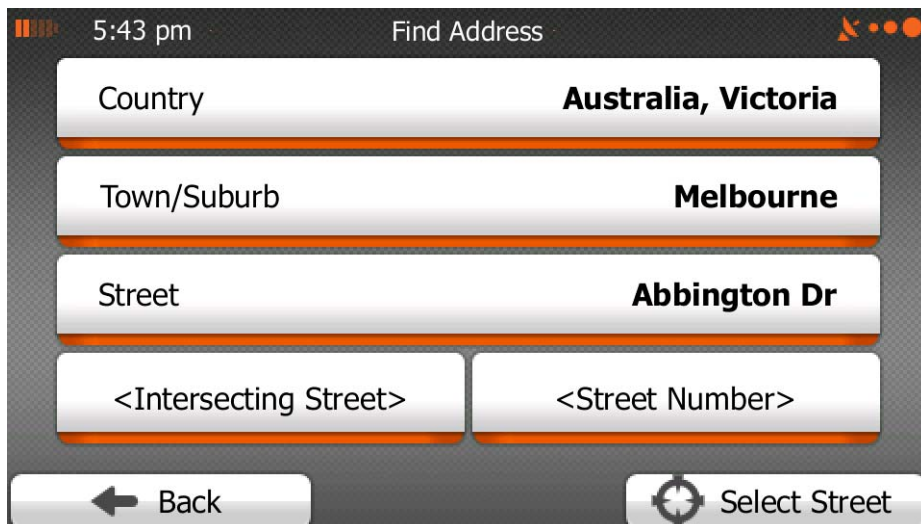 5:43 pm Find Address
Country Australia, Victoria
Town/Suburb Melbourne
Street Abbington Dr
<Intersecting Street> <Street Number>
Back Select Street